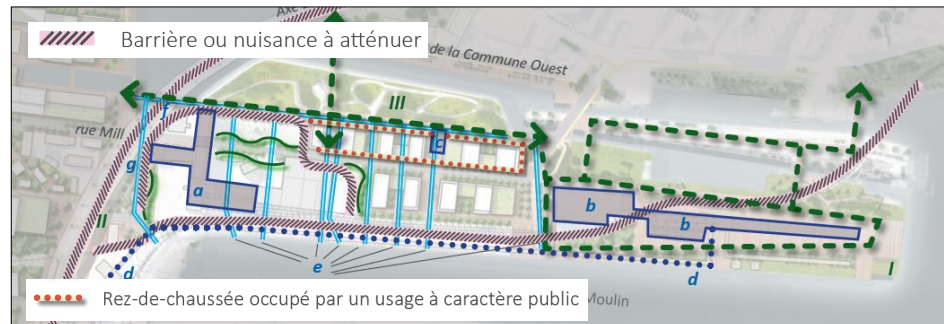 Axe
Barrière ou nuisance à atténuer
de la Commune Ouest
III
f
rue Mill
c
g
a
b
b
II
d
e
d
I
Rez-de-chaussée occupé par un usage à caractère public
Moulin